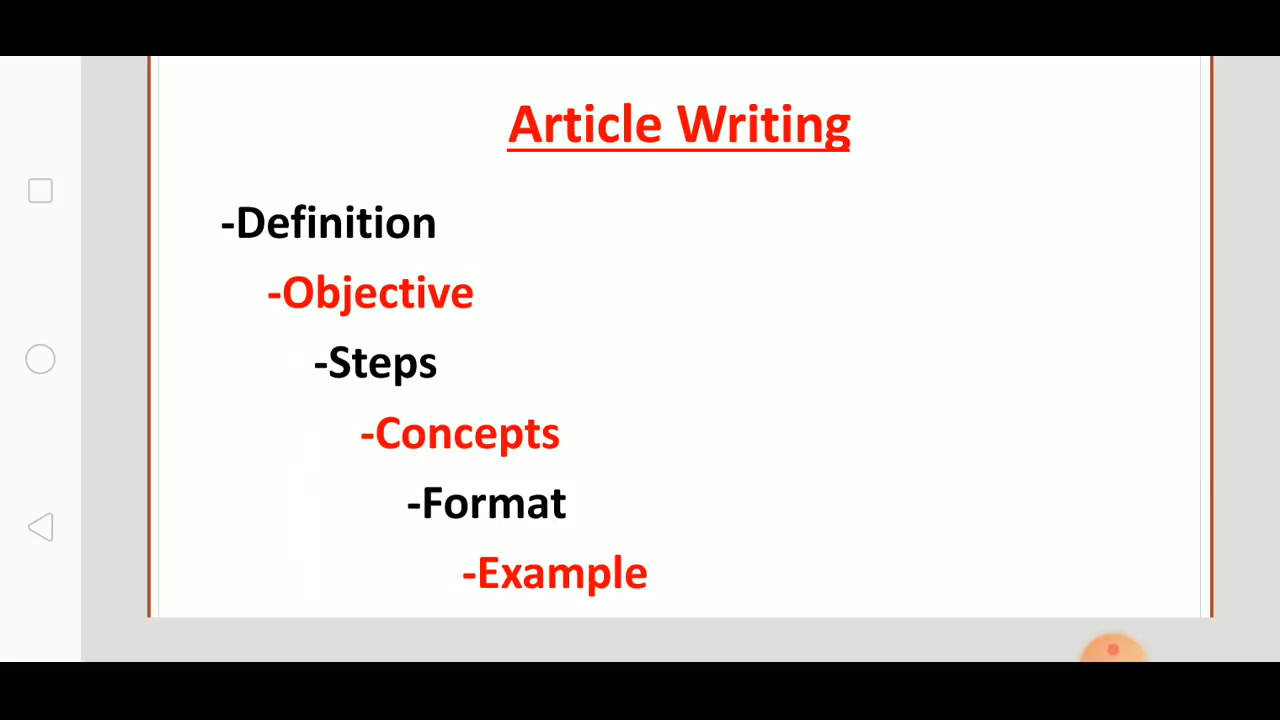 Article Writing
-Definition
-Objective
-Steps
-Concepts
-Format
-Example